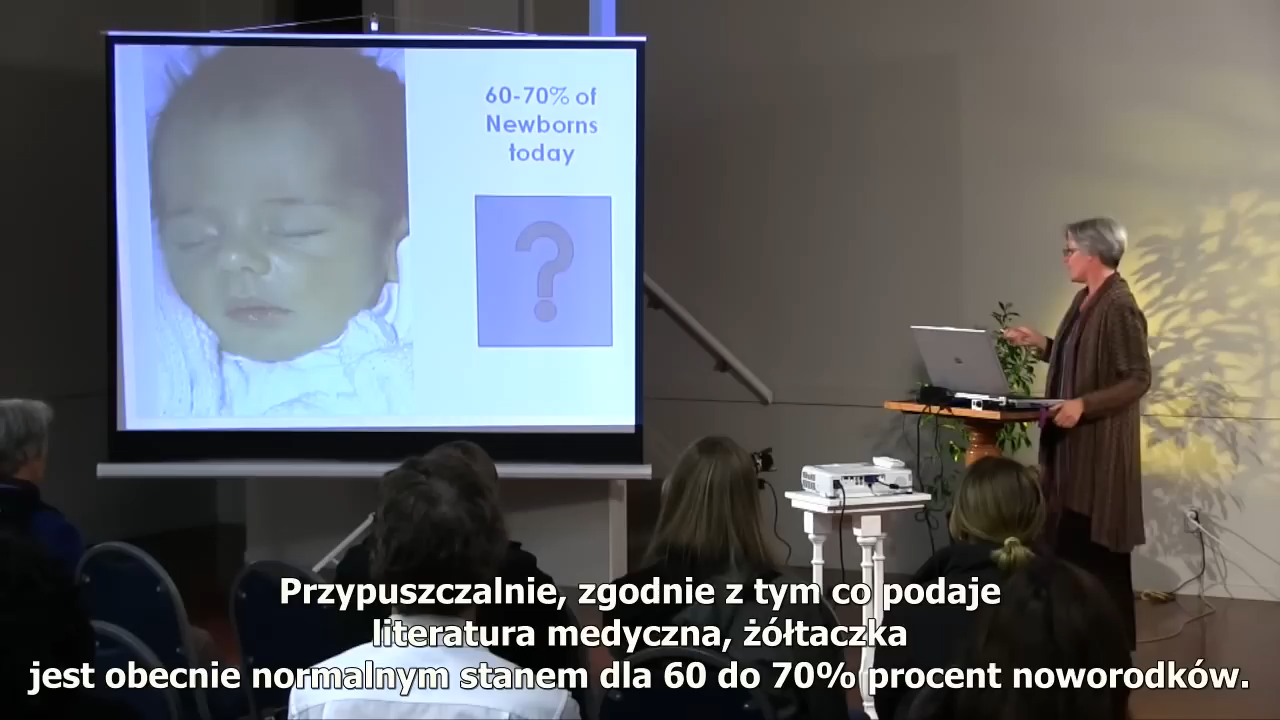 60-70% of
Newborns
today
?
Przypuszczalnie, zgodnie z tym co podaje
literatura medyczna, żółtaczka
jest obecnie normalnym stanem dla 60 do 70% procent noworodków.